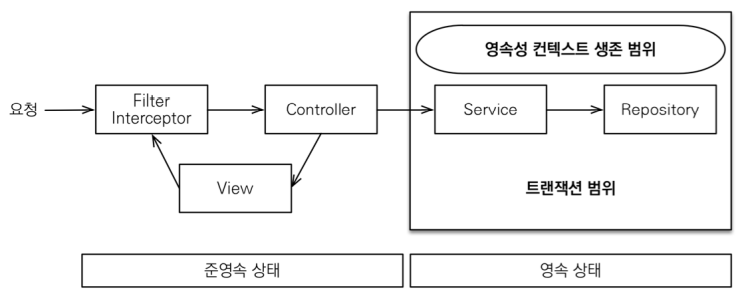 영속성 컨텍스트 생존 범위
요청
Filter
Interceptor
Controller
Service
Repository
View
트랜잭션 범위
준영속 상태
영속 상태